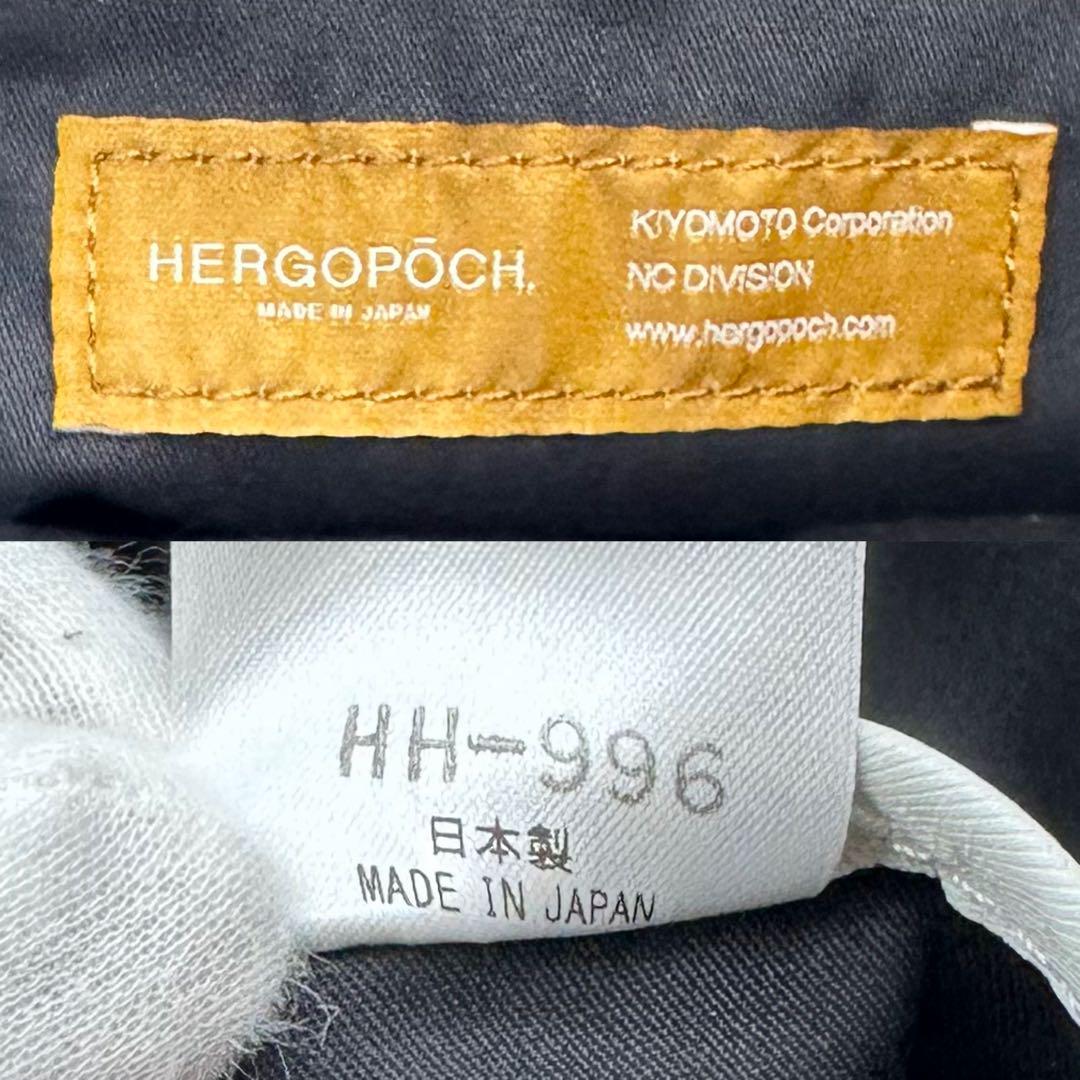 HERGOPŌCH.
MADE IN JAPAN
KIYOMOTO Corporation
NC DIVISION
www.hergopoch.com
HH-996
日本製
MADE IN JAPAN